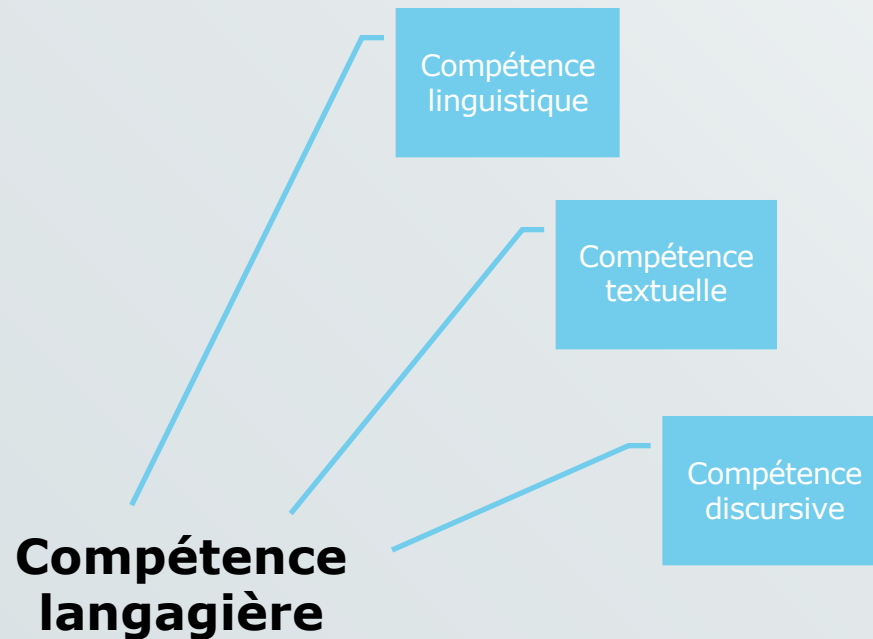 Compétence
linguistique
Compétence
textuelle
Compétence
discursive
Compétence
langagière